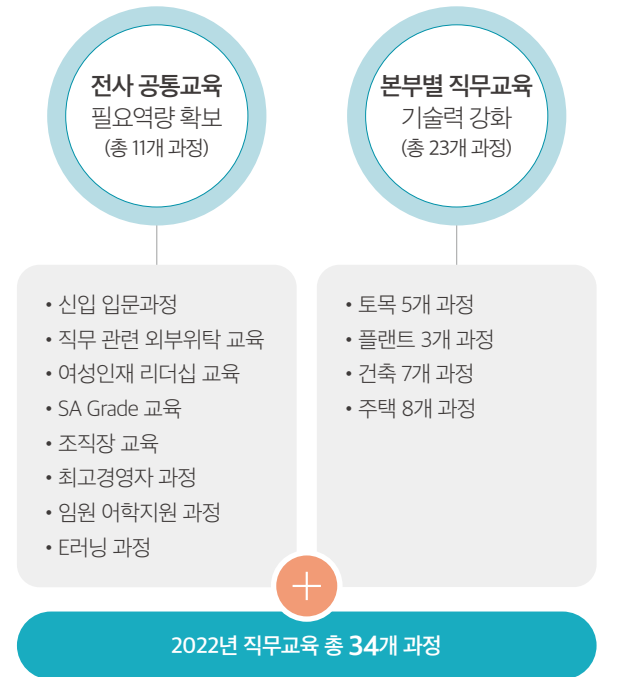 전사 공통교육
필요역량 확보
(총 11개 과정)
• 신입 입문과정
• 직무 관련 외부위탁 교육
• 여성인재 리더십 교육
• SA Grade 교육
• 조직장 교육
• 최고경영자 과정
• 임원 어학지원 과정
• E러닝 과정
본부별 직무교육
기술력 강화
(총 23개 과정)
• 토목 5개 과정
• 플랜트 3개 과정
• 건축 7개 과정
• 주택 8개 과정
+
2022년 직무교육 총 34개 과정